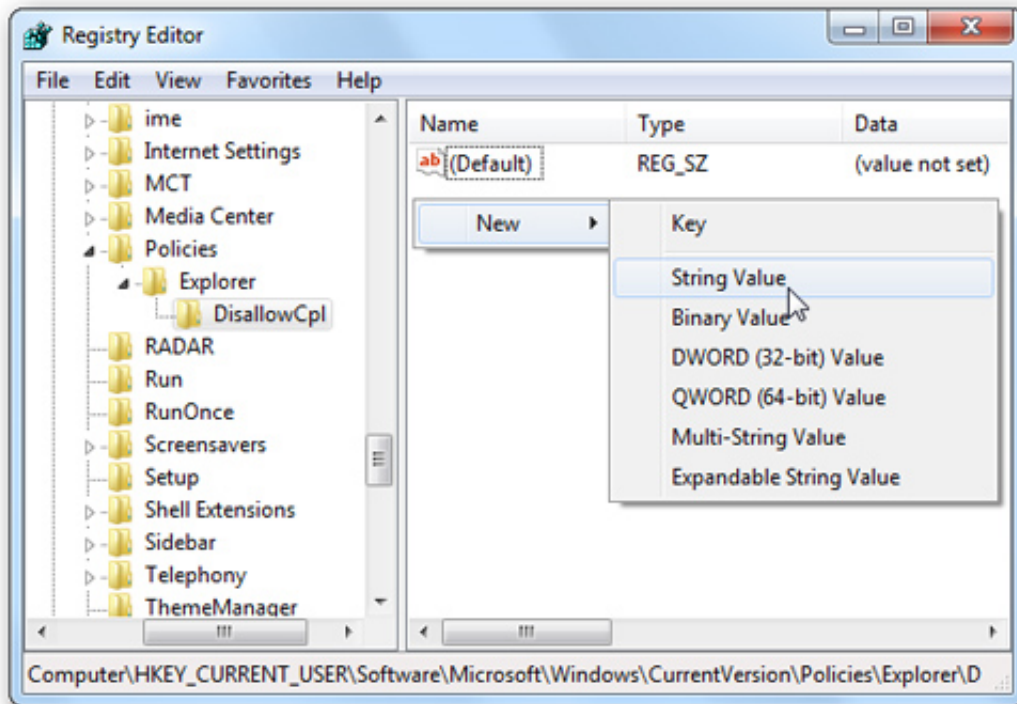 Registry Editor
File Edit View Favorites Help
ime
Internet Settings
MCT
Media Center
Policies
Explorer
DisallowCpl
RADAR
Run
RunOnce
Screensavers
Setup
Shell Extensions
Sidebar
Telephony
ThemeManager
Name Type Data
ab (Default) REG_SZ (value not set)
New
Key
String Value
Binary Value
DWORD (32-bit) Value
QWORD (64-bit) Value
Multi-String Value
Expandable String Value
Computer\HKEY_CURRENT_USER\Software\Microsoft\Windows\CurrentVersion\Policies\Explorer\D